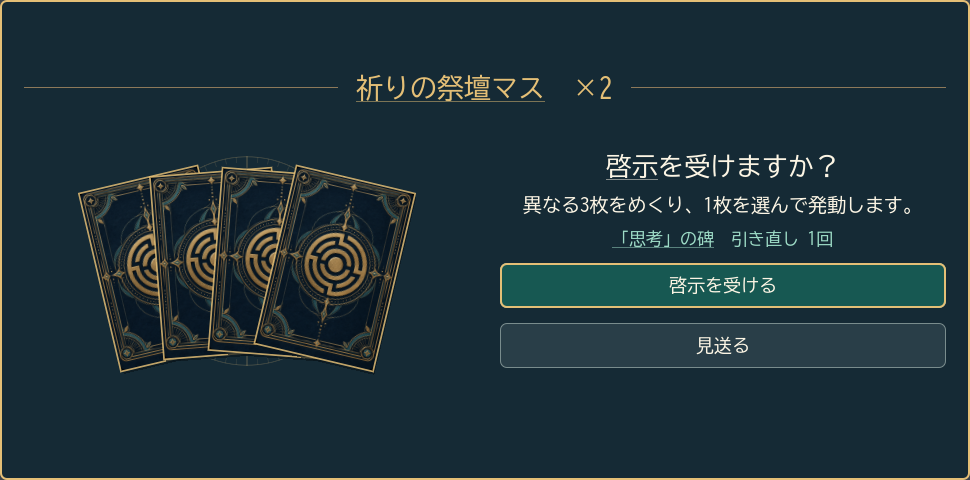 祈りの祭壇マス　×2
啓示を受けますか？
異なる3枚をめくり、1枚を選んで発動します。
「思考」の碑　引き直し 1回
啓示を受ける
見送る